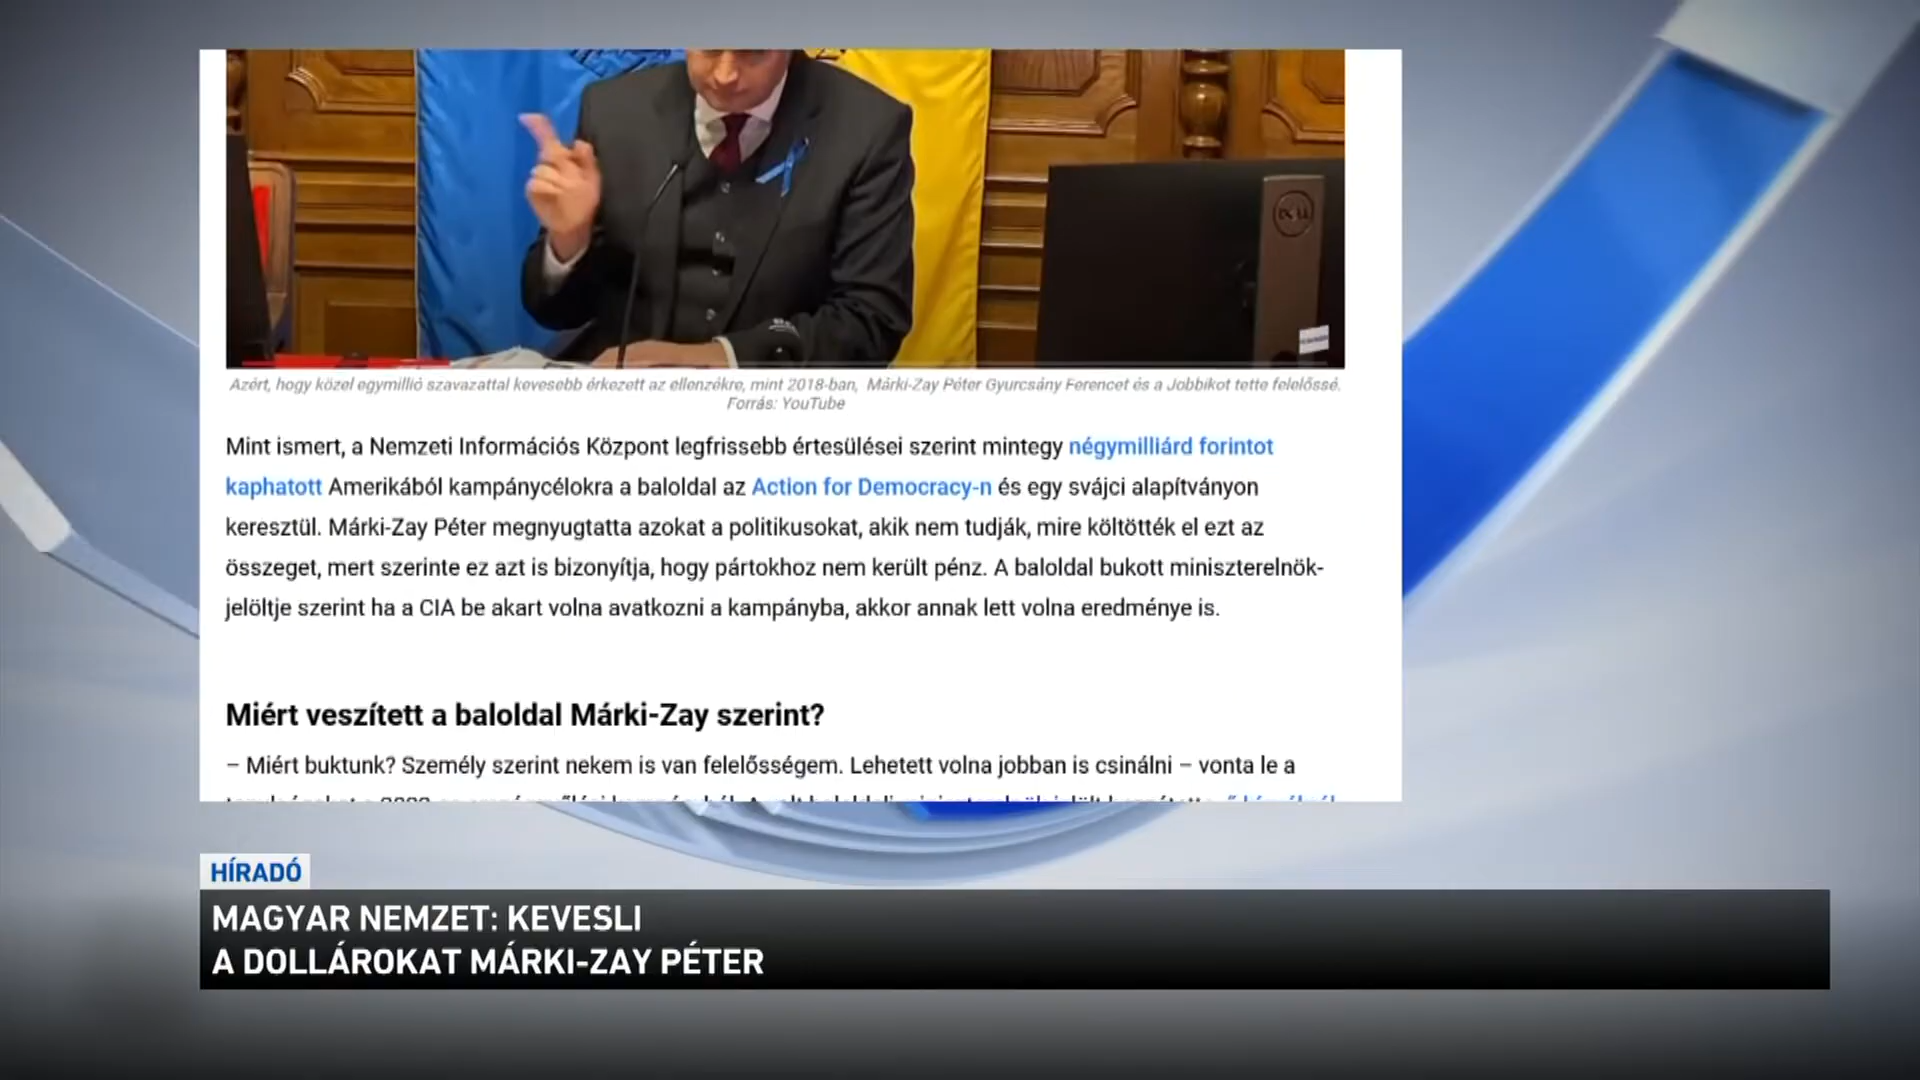 DELL
Azért, hogy közel egymillió szavazattal kevesebb érkezett az ellenzékre, mint 2018-ban, Márki-Zay Péter Gyurcsány Ferencet és a Jobbikot tette felelőssé.
Forrás: YouTube
Mint ismert, a Nemzeti Információs Központ legfrissebb értesülései szerint mintegy négymilliárd forintot
kaphatott Amerikából kampánycélokra a baloldal az Action for Democracy-n és egy svájci alapítványon
keresztül. Márki-Zay Péter megnyugtatta azokat a politikusokat, akik nem tudják, mire költötték el ezt az
összeget, mert szerinte ez azt is bizonyítja, hogy pártokhoz nem került pénz. A baloldal bukott miniszterelnök-
jelöltje szerint ha a CIA be akart volna avatkozni a kampányba, akkor annak lett volna eredménye is.
Miért veszített a baloldal Márki-Zay szerint?
– Miért buktunk? Személy szerint nekem is van felelősségem. Lehetett volna jobban is csinálni – vonta le a
HÍRADÓ
MAGYAR NEMZET: KEVESLI
A DOLLÁROKAT MÁRKI-ZAY PÉTER